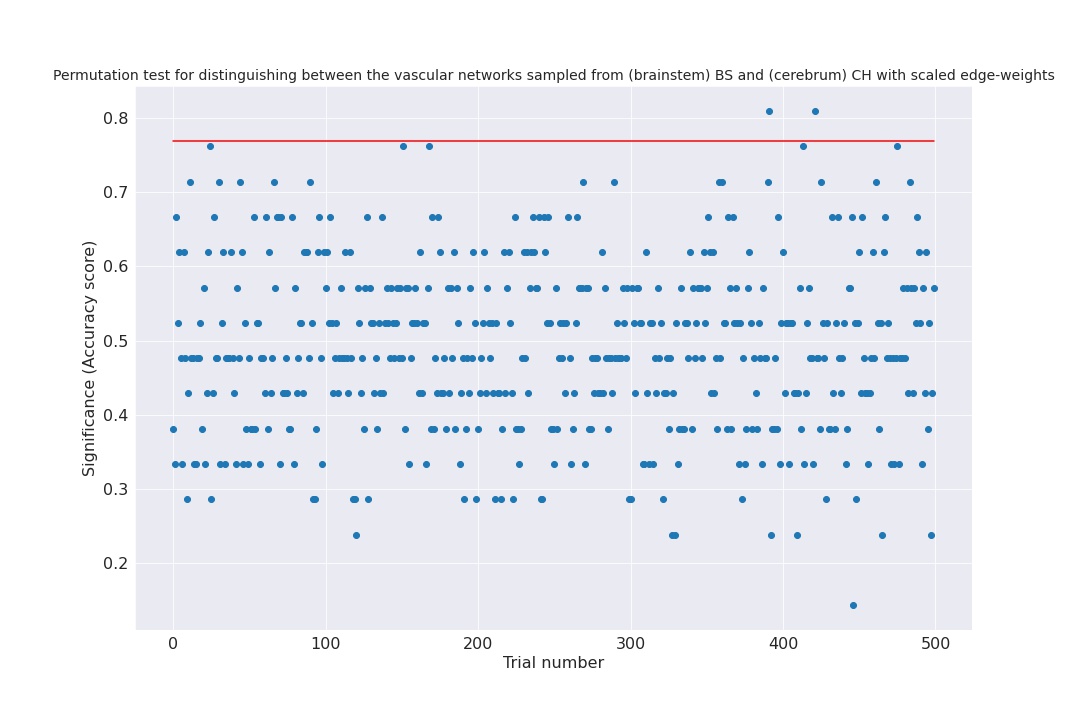 Permutation test for distinguishing between the vascular networks sampled from (brainstem) BS and (cerebrum) CH with scaled edge-weights
0.8
0.7
0.6
0.5
0.4
0.3
0.2
Significance (Accuracy score)
0 100 200 300 400 500
Trial number